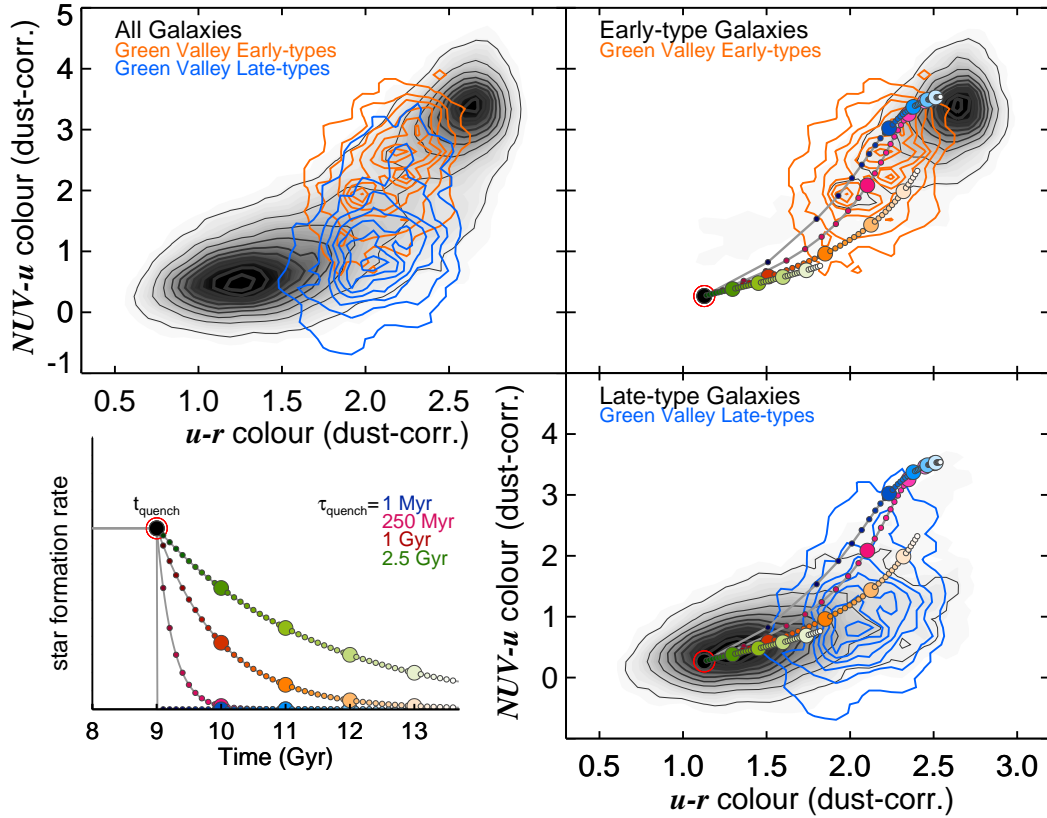 All Galaxies
Green Valley Early-types
Green Valley Late-types
NUV-u colour (dust-corr.)
5
4
3
2
1
0
-1
0.5
1.0
1.5
2.0
2.5
u-r colour (dust-corr.)
Early-type Galaxies
Green Valley Early-types
star formation rate
t_quench
τ_quench= 1 Myr
250 Myr
1 Gyr
2.5 Gyr
8
9
10
11
12
13
Time (Gyr)
Late-type Galaxies
Green Valley Late-types
NUV-u colour (dust-corr.)
4
3
2
1
0
0.5
1.0
1.5
2.0
2.5
3.0
u-r colour (dust-corr.)